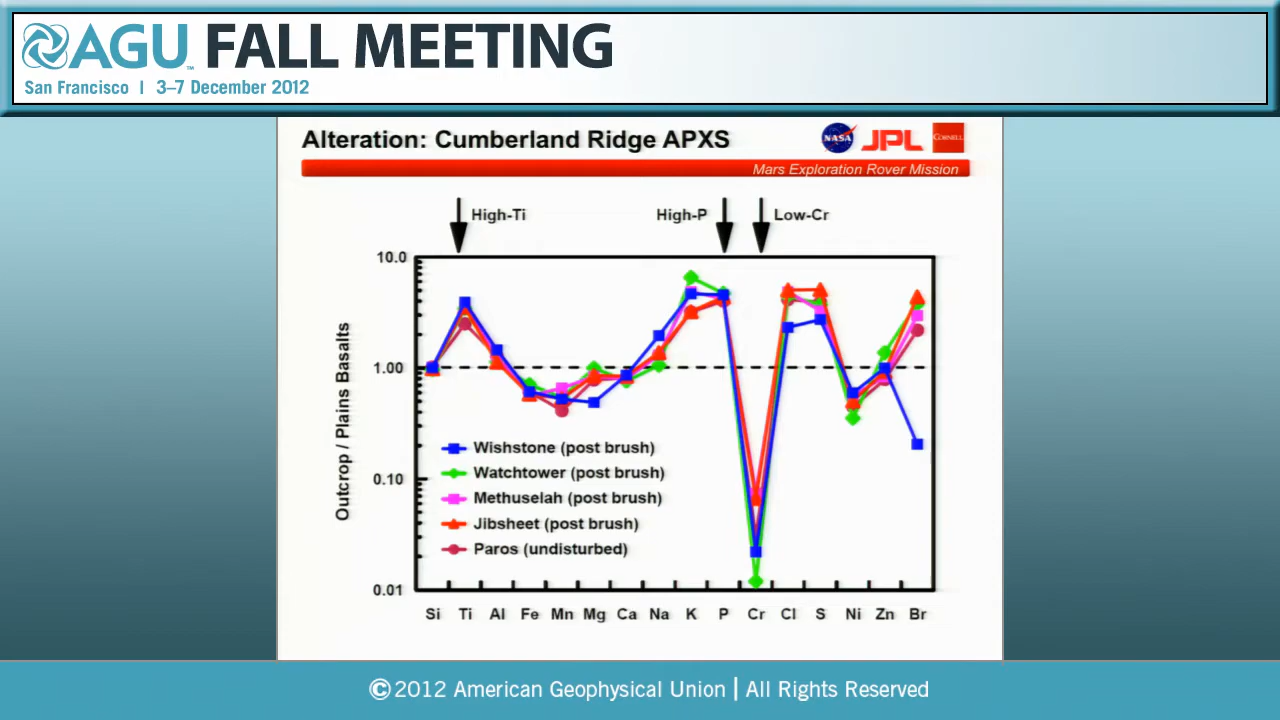 AGU™ FALL MEETING
San Francisco | 3–7 December 2012
Alteration: Cumberland Ridge APXS
NASA JPL CORNELL
Mars Exploration Rover Mission
High-Ti High-P Low-Cr
10.0
1.00
0.10
0.01
Outcrop / Plains Basalts
Wishstone (post brush)
Watchtower (post brush)
Methuselah (post brush)
Jibsheet (post brush)
Paros (undisturbed)
Si Ti Al Fe Mn Mg Ca Na K P Cr Cl S Ni Zn Br
©2012 American Geophysical Union | All Rights Reserved